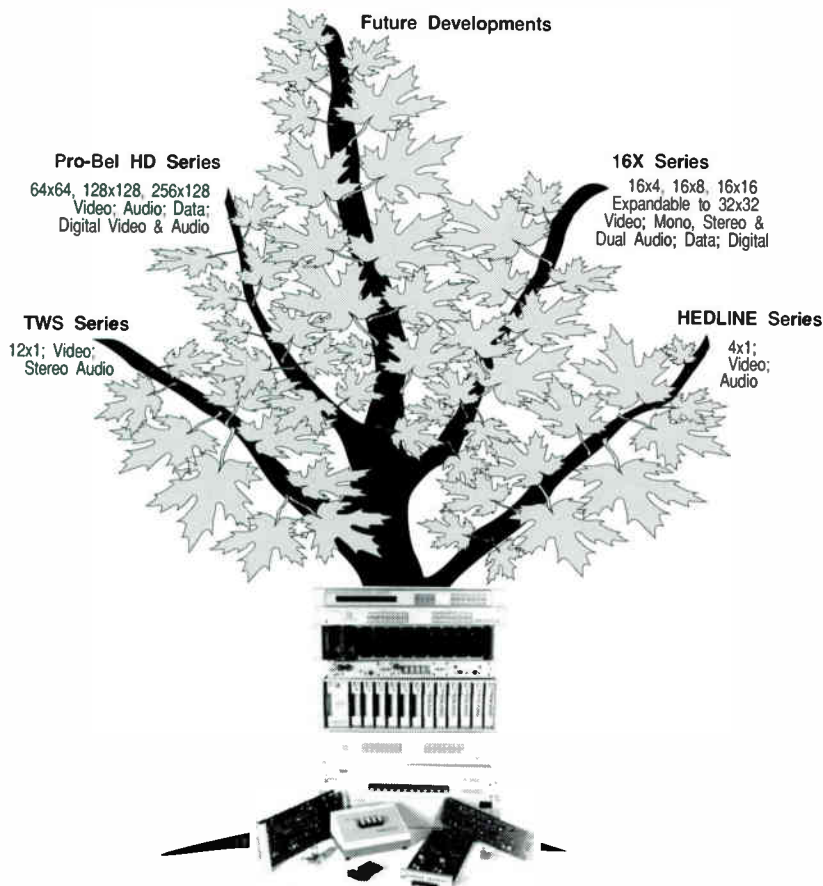 Future Developments
Pro-Bel HD Series
64x64, 128x128, 256x128
Video; Audio; Data;
Digital Video & Audio
16X Series
16x4, 16x8, 16x16
Expandable to 32x32
Video; Mono, Stereo &
Dual Audio; Data; Digital
TWS Series
12x1; Video;
Stereo Audio
HEDLINE Series
4x1;
Video;
Audio